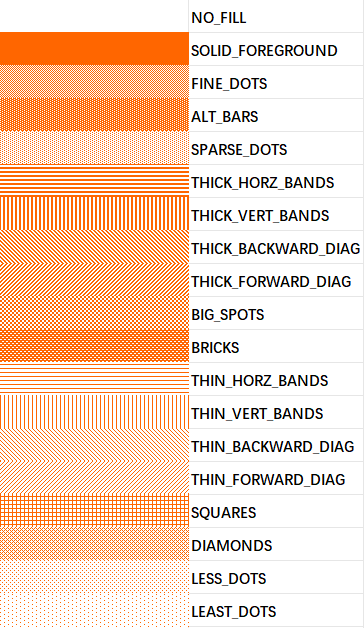 NO_FILL
SOLID_FOREGROUND
FINE_DOTS
ALT_BARS
SPARSE_DOTS
THICK_HORZ_BANDS
THICK_VERT_BANDS
THICK_BACKWARD_DIAG
THICK_FORWARD_DIAG
BIG_SPOTS
BRICKS
THIN_HORZ_BANDS
THIN_VERT_BANDS
THIN_BACKWARD_DIAG
THIN_FORWARD_DIAG
SQUARES
DIAMONDS
LESS_DOTS
LEAST_DOTS